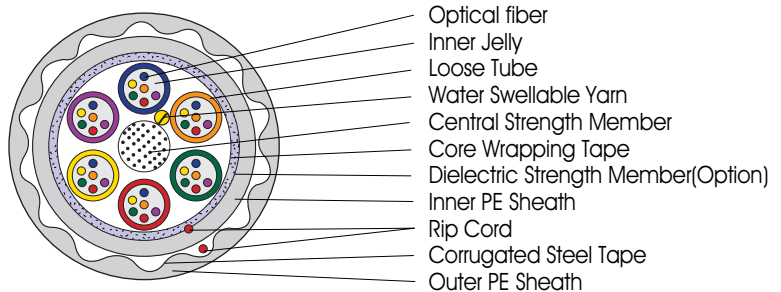 Optical fiber
Inner Jelly
Loose Tube
Water Swellable Yarn
Central Strength Member
Core Wrapping Tape
Dielectric Strength Member(Option)
Inner PE Sheath
Rip Cord
Corrugated Steel Tape
Outer PE Sheath